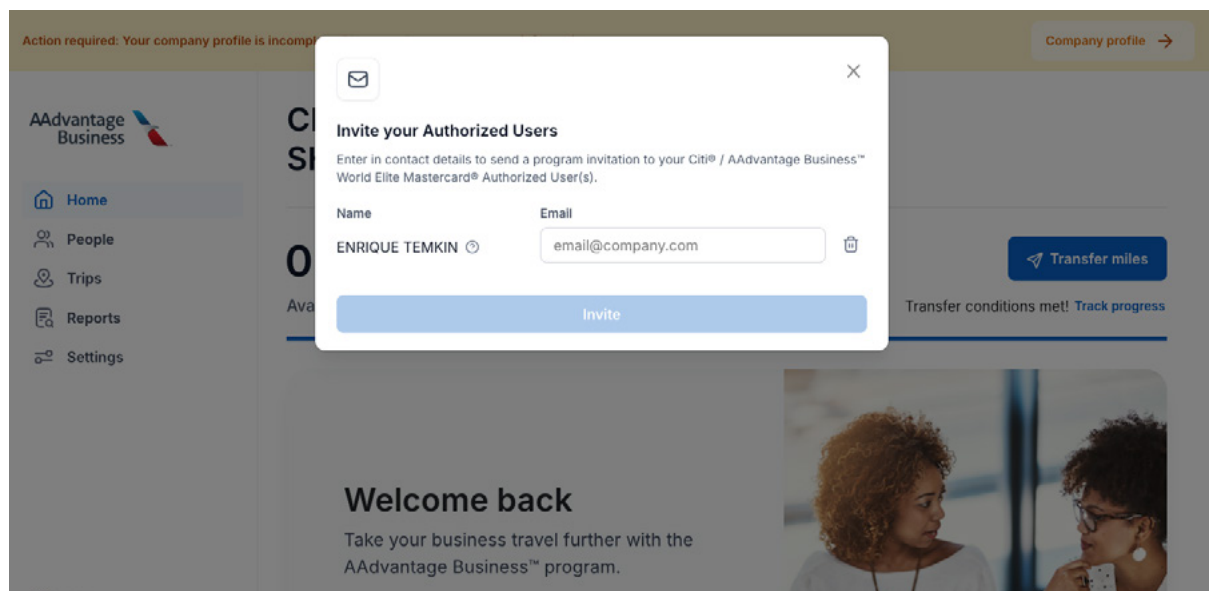 Action required: Your company profile is
Company profile
AAdvantage
Business
Home
People
Trips
Reports
Settings
Invite your Authorized Users
Enter in contact details to send a program invitation to your Citi® / AAdvantage Business™
World Elite Mastercard® Authorized User(s).
Name Email
ENRIQUE TEMKIN email@company.com
Invite
0
Transfer miles
Transfer conditions met! Track progress
Welcome back
Take your business travel further with the
AAdvantage Business™ program.